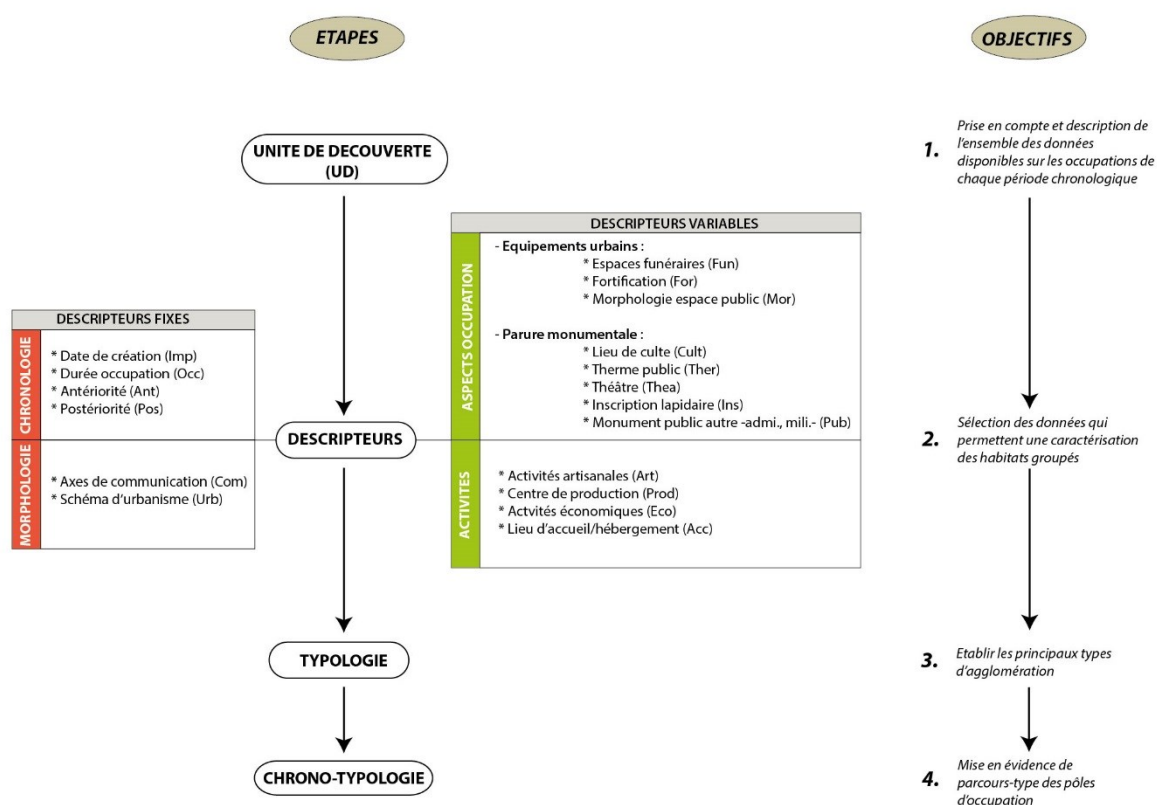 ETAPES
OBJECTIFS
UNITE DE DECOUVERTE
(UD)
1.
Prise en compte et description de
l'ensemble des données
disponibles sur les occupations de
chaque période chronologique
DESCRIPTEURS FIXES
CHRONOLOGIE
* Date de création (Imp)
* Durée occupation (Occ)
* Antériorité (Ant)
* Postériorité (Pos)
MORPHOLOGIE
* Axes de communication (Com)
* Schéma d'urbanisme (Urb)
DESCRIPTEURS
DESCRIPTEURS VARIABLES
ASPECTS OCCUPATION
- Equipements urbains :
* Espaces funéraires (Fun)
* Fortification (For)
* Morphologie espace public (Mor)
- Parure monumentale :
* Lieu de culte (Cult)
* Therme public (Ther)
* Théâtre (Thea)
* Inscription lapidaire (Ins)
* Monument public autre -admi., mili.- (Pub)
ACTIVITES
* Activités artisanales (Art)
* Centre de production (Prod)
* Actvités économiques (Eco)
* Lieu d'accueil/hébergement (Acc)
2.
Sélection des données qui
permettent une caractérisation
des habitats groupés
TYPOLOGIE
3.
Etablir les principaux types
d'agglomération
CHRONO-TYPOLOGIE
4.
Mise en évidence de
parcours-type des pôles
d'occupation